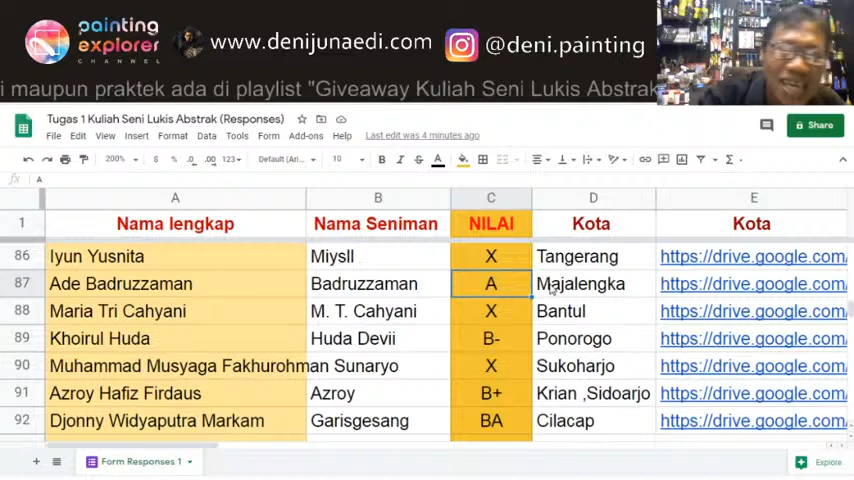 painting
explorer
CHANNEL
www.denijunaedi.com
@deni.painting
i maupun praktek ada di playlist "Giveaway Kuliah Seni Lukis Abstrak
Tugas 1 Kuliah Seni Lukis Abstrak (Responses)
File Edit View Insert Format Data Tools Form Add-ons Help Last edit was 4 minutes ago
Share
200% $ % .0 .00 123 Default (Ari... 10 B I S A
fx A
A B C D E
1 Nama lengkap Nama Seniman NILAI Kota Kota
86 Iyun Yusnita Miysll X Tangerang https://drive.google.com/
87 Ade Badruzzaman Badruzzaman A Majalengka https://drive.google.com/
88 Maria Tri Cahyani M. T. Cahyani X Bantul https://drive.google.com/
89 Khoirul Huda Huda Devii B- Ponorogo https://drive.google.com/
90 Muhammad Musyaga Fakhurohman Sunaryo X Sukoharjo https://drive.google.com/
91 Azroy Hafiz Firdaus Azroy B+ Krian ,Sidoarjo https://drive.google.com/
92 Djonny Widyaputra Markam Garisgesang BA Cilacap https://drive.google.com/
+ Form Responses 1 Explore